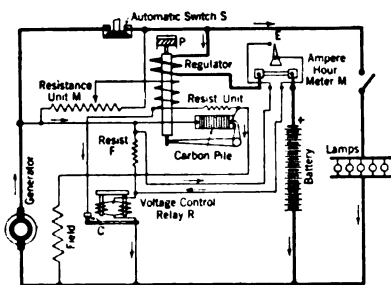 Automatic Switch S
P
E
Regulator
Ampere
Hour
Meter M
Resistance
Unit M
Resist Unit
Carbon Pile
Resist
F
+
Battery
Lamps
Generator
Field
Voltage Control
Relay R
C